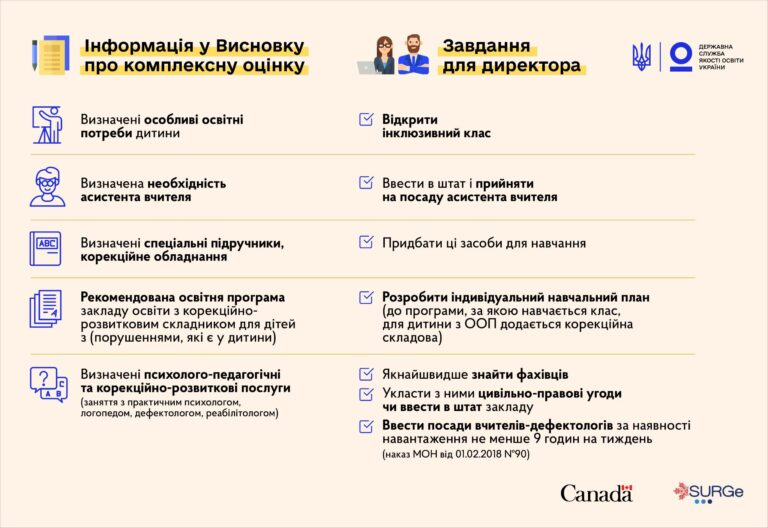 Інформація у Висновку
про комплексну оцінку
Завдання
для директора
ДЕРЖАВНА
СЛУЖБА
ЯКОСТІ ОСВІТИ
УКРАЇНИ
Визначені особливі освітні
потреби дитини
Відкрити
інклюзивний клас
Визначена необхідність
асистента вчителя
Ввести в штат і прийняти
на посаду асистента вчителя
ABC
Визначені спеціальні підручники,
корекційне обладнання
Придбати ці засоби для навчання
Рекомендована освітня програма
закладу освіти з корекційно-
розвитковим складником для дітей
з (порушеннями, які є у дитини)
Розробити індивідуальний навчальний план
(до програми, за якою навчається клас,
для дитини з ООП додається корекційна
складова)
?
C
A B
Визначені психолого-педагогічні
та корекційно-розвиткові послуги
(заняття з практичним психологом,
логопедом, дефектологом, реабілітологом)
Якнайшвидше знайти фахівців
Укласти з ними цивільно-правові угоди
чи ввести в штат закладу
Ввести посади вчителів-дефектологів за наявності
навантаження не менше 9 годин на тиждень
(наказ МОН від 01.02.2018 №90)
Canada
SURGe